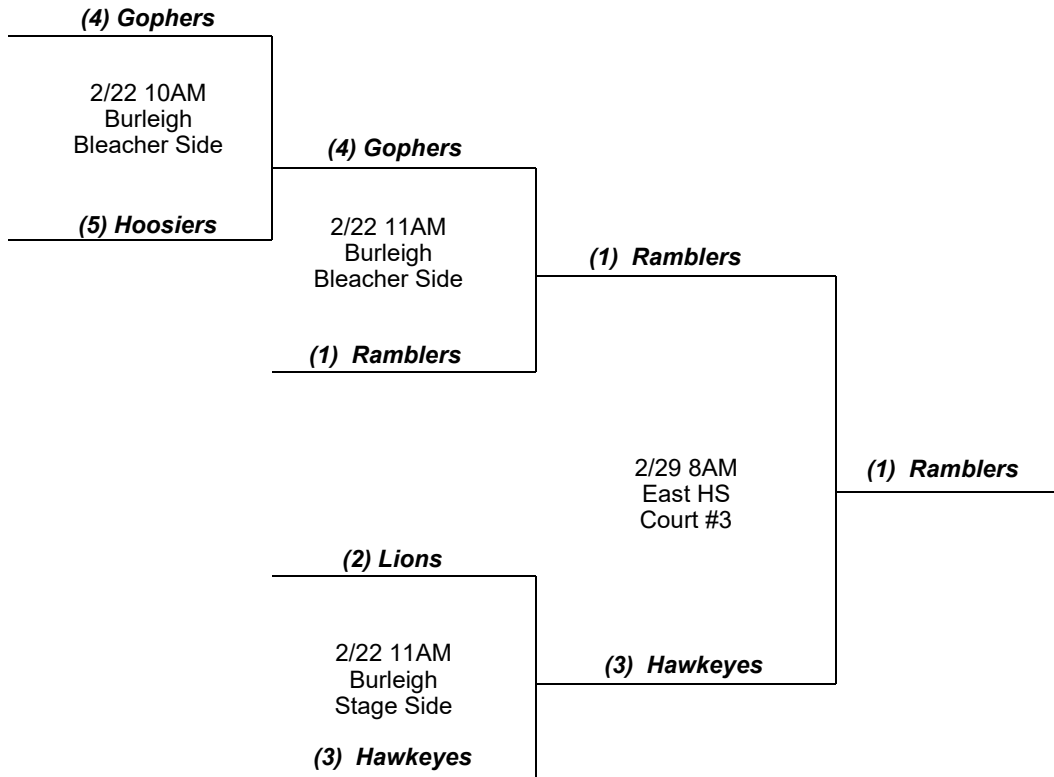 (4) Gophers
2/22 10AM
Burleigh
Bleacher Side
(4) Gophers
(5) Hoosiers
2/22 11AM
Burleigh
Bleacher Side
(1) Ramblers
(1) Ramblers
2/29 8AM
East HS
Court #3
(1) Ramblers
(2) Lions
2/22 11AM
Burleigh
Stage Side
(3) Hawkeyes
(3) Hawkeyes